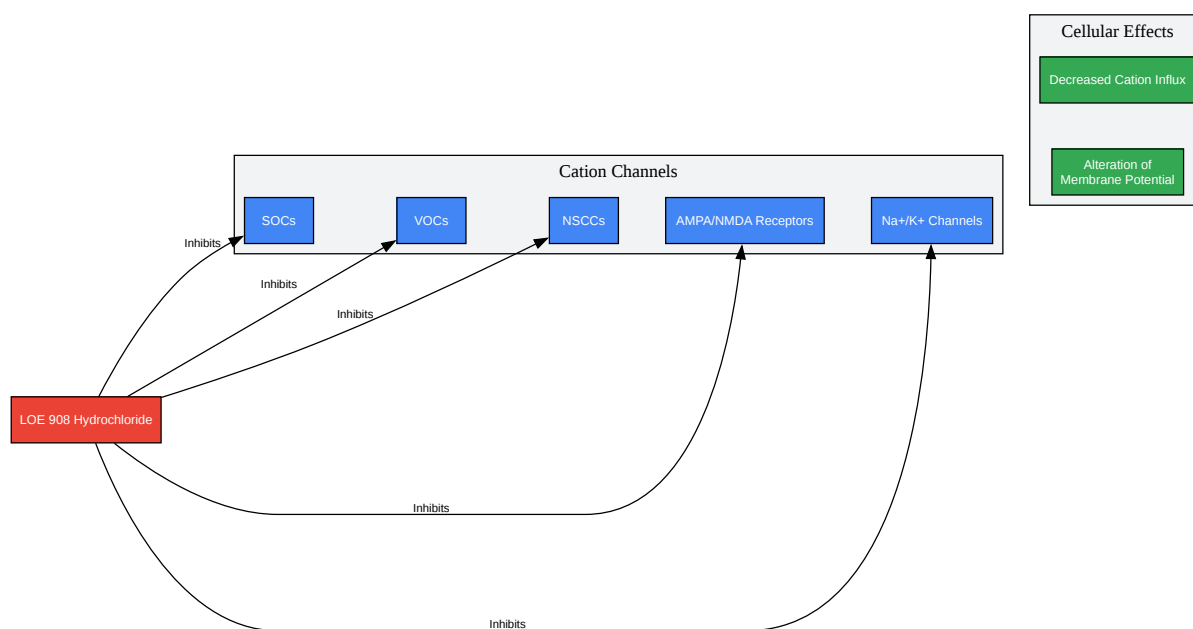 Cellular Effects
Decreased Cation Influx
Alteration of
Membrane Potential
Cation Channels
SOCs
VOCs
NSCCs
AMPA/NMDA Receptors
Na+/K+ Channels
Inhibits
Inhibits
Inhibits
LOE 908 Hydrochloride
Inhibits
Inhibits